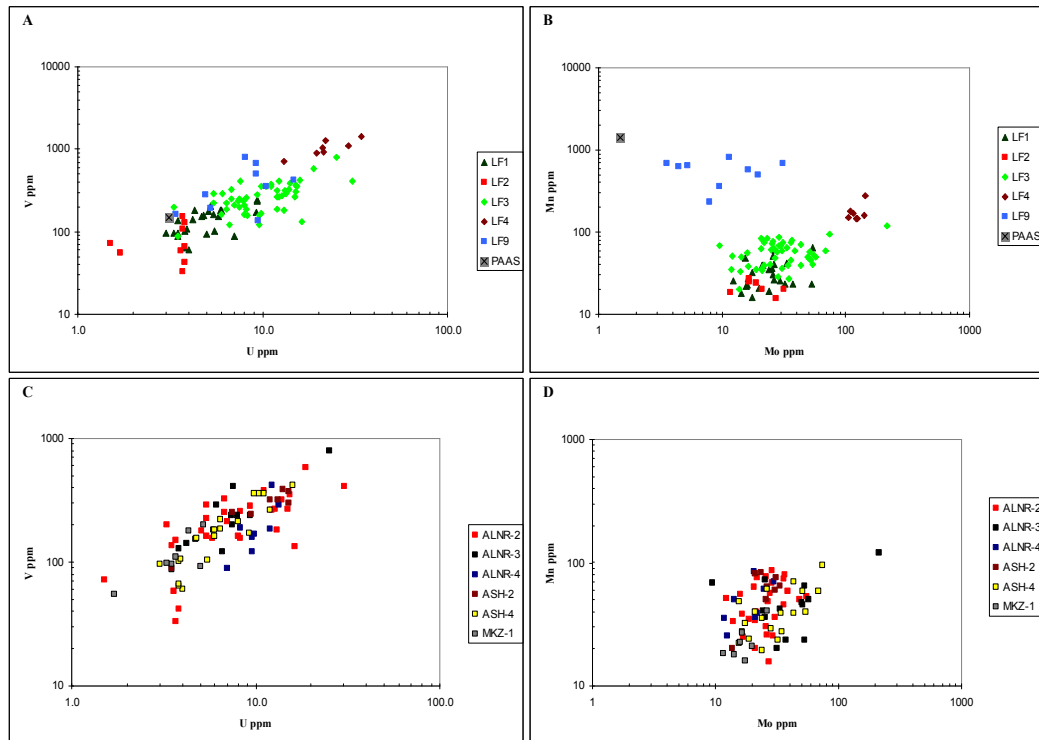 A
10000
1000
100
10
1.0
10.0
100.0
V ppm
U ppm
LF1
LF2
LF3
LF4
LF9
PAAS
B
10000
1000
100
10
1
10
100
1000
Mn ppm
Mo ppm
LF1
LF2
LF3
LF4
LF9
PAAS
C
1000
100
10
1.0
10.0
100.0
V ppm
U ppm
ALNR-2
ALNR-3
ALNR-4
ASH-2
ASH-4
MKZ-1
D
1000
100
10
1
10
100
1000
Mn ppm
Mo ppm
ALNR-2
ALNR-3
ALNR-4
ASH-2
ASH-4
MKZ-1